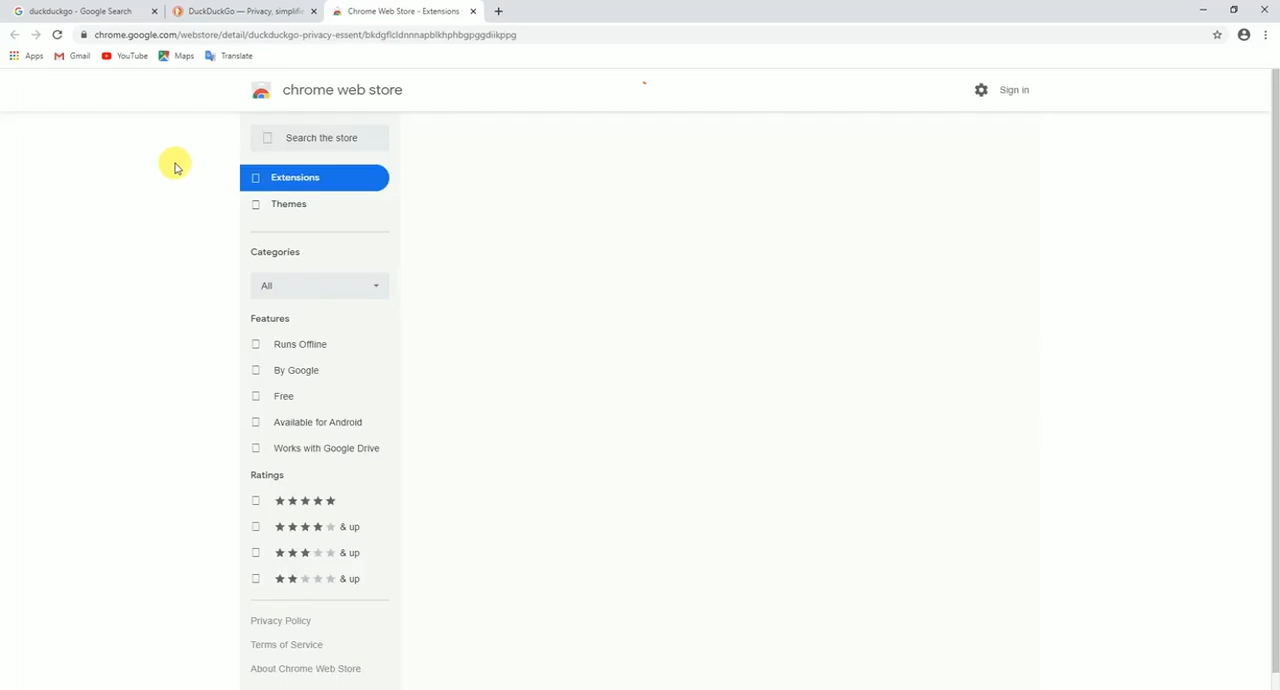 duckduckgo - Google Search
DuckDuckGo — Privacy, simplifie
Chrome Web Store - Extensions
chrome.google.com/webstore/detail/duckduckgo-privacy-essent/bkdgflcldnnnapblkhphbgpggdiikppg
Apps
Gmail
YouTube
Maps
Translate
chrome web store
Sign in
Search the store
Extensions
Themes
Categories
All
Features
Runs Offline
By Google
Free
Available for Android
Works with Google Drive
Ratings
& up
& up
& up
Privacy Policy
Terms of Service
About Chrome Web Store